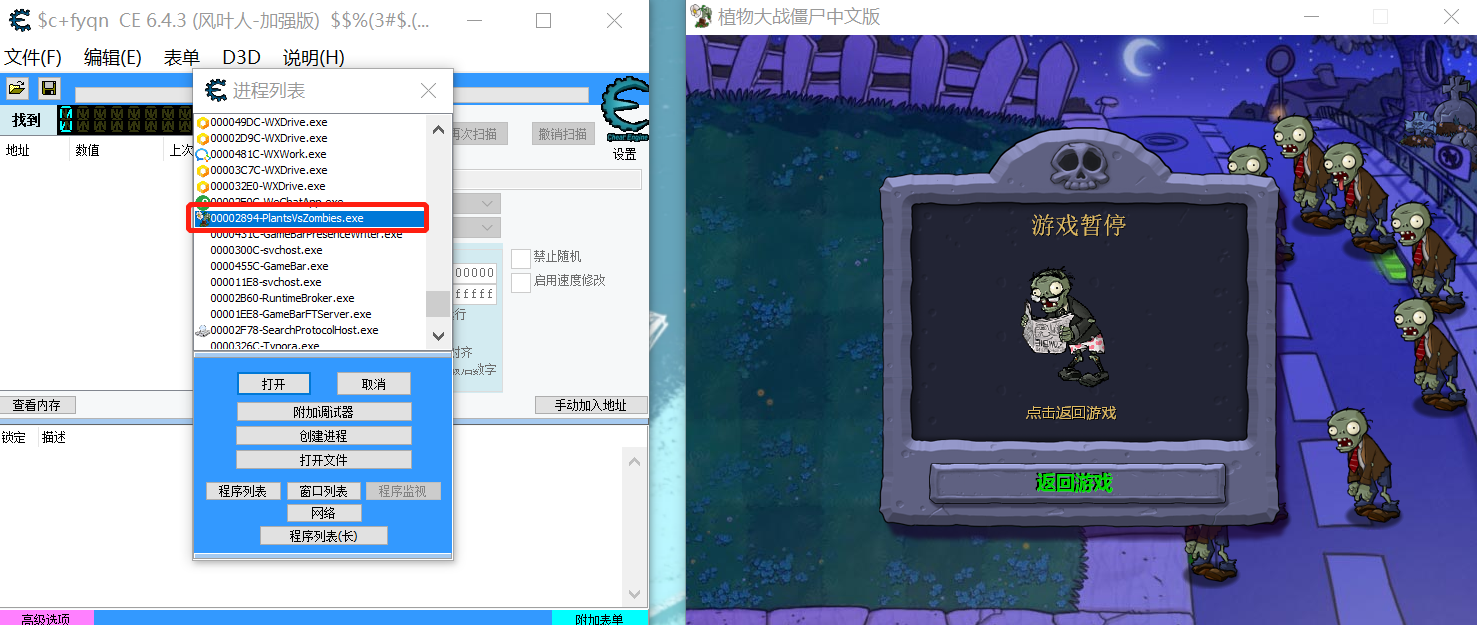 $c+fyqn CE 6.4.3 (风叶人-加强版) $$%(3#$.(...
文件(F) 编辑(E) 表单 D3D 说明(H)
找到 0
地址 数值 上次
进程列表
000049DC-WXDrive.exe
00002D9C-WXDrive.exe
0000481C-WXWork.exe
00003C7C-WXDrive.exe
000032E0-WXDrive.exe
00002894-PlantsVsZombies.exe
0000431C-GameBarPresenceWriter.exe
0000300C-svchost.exe
0000455C-GameBar.exe
000011E8-svchost.exe
00002B60-RuntimeBroker.exe
00001EE8-GameBarFTServer.exe
00002F78-SearchProtocolHost.exe
0000326C-Typora.exe
打开 取消
附加调试器
创建进程
打开文件
程序列表 窗口列表 程序监视
网络
程序列表(长)
再次扫描 撤销扫描
设置
禁止随机
启用速度修改
00000
fffff
行
对齐
最后数字
查看内存 手动加入地址
锁定 描述
高级选项 附加表单
植物大战僵尸中文版
游戏暂停
点击返回游戏
返回游戏